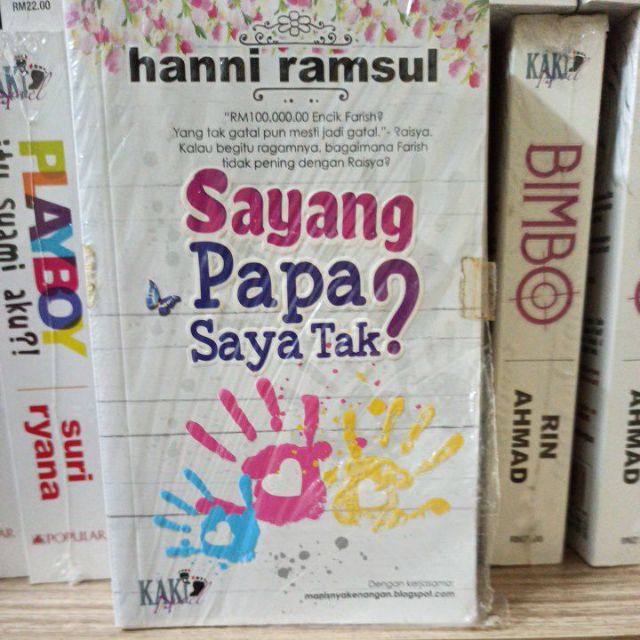 RM22.00
KAKI
PLAYBOY
itu suami aku?!
suri
ryana
POPULAR
hanni ramsul
"RM100,000.00 Encik Farish?
Yang tak gatal pun mesti jadi gatal."- Raisya.
Kalau begitu ragamnya, bagaimana Farish
tidak pening dengan Raisya?
Sayang
Papa
Saya Tak?
KAKI
Dengan kerjasama:
manisnyakenangan.blogspot.com
KAKI
BIMBO
RIN
AHMAD
AHMAD